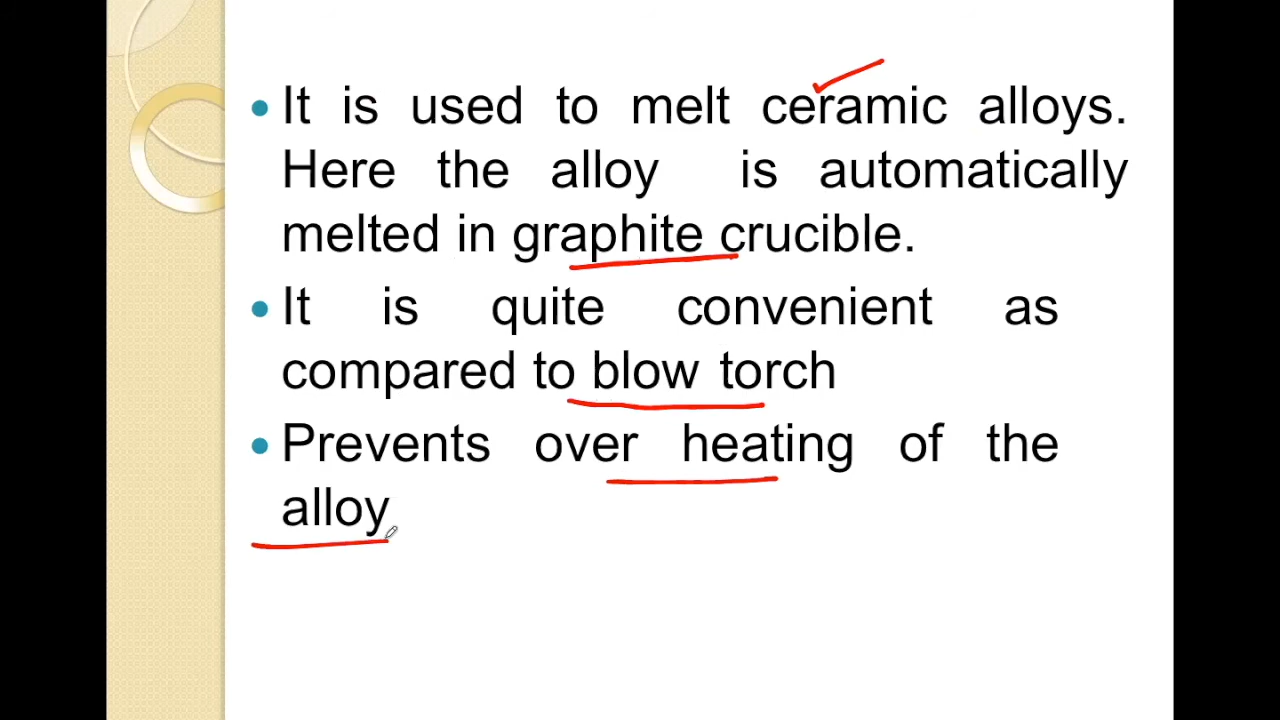 It is used to melt ceramic alloys.
Here the alloy is automatically
melted in graphite crucible.
It is quite convenient as
compared to blow torch
Prevents over heating of the
alloy